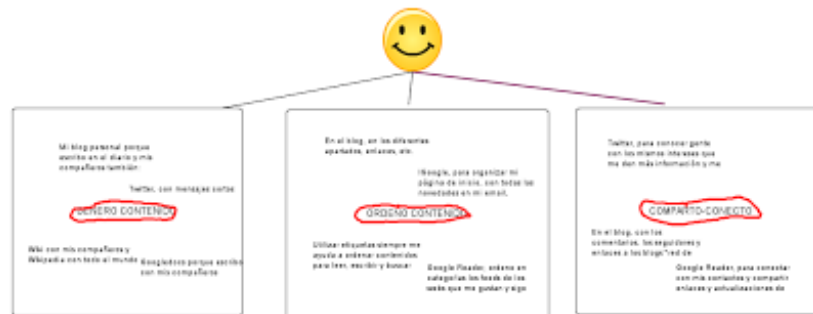 Mi blog personal porque
escribo en el diario y mis
compañeros también.
Twitter, con mensajes cortos
GENERO CONTENIDO
Wiki con mis compañeros y
Wikipedia con todo el mundo
Googledocs porque escribo
con mis compañeros
En el blog, en los diferentes
apartados, enlaces, etc.
iGoogle, para organizar mi
página de inicio, con todas las
novedades en mi email.
ORDENO CONTENIDO
Utilizar etiquetas siempre me
ayuda a ordenar contenidos
para leer, escribir y buscar
Google Reader, ordeno en
categorías los feeds de las
webs que me gustan y sigo
Twitter, para conocer gente
con los mismos intereses que
me dan más información y me
COMPARTO-CONECTO
En el blog, con los
comentarios, los seguidores y
enlaces a los blogs "red de
Google Reader, para conectar
con mis contactos y compartir
enlaces y actualizaciones de